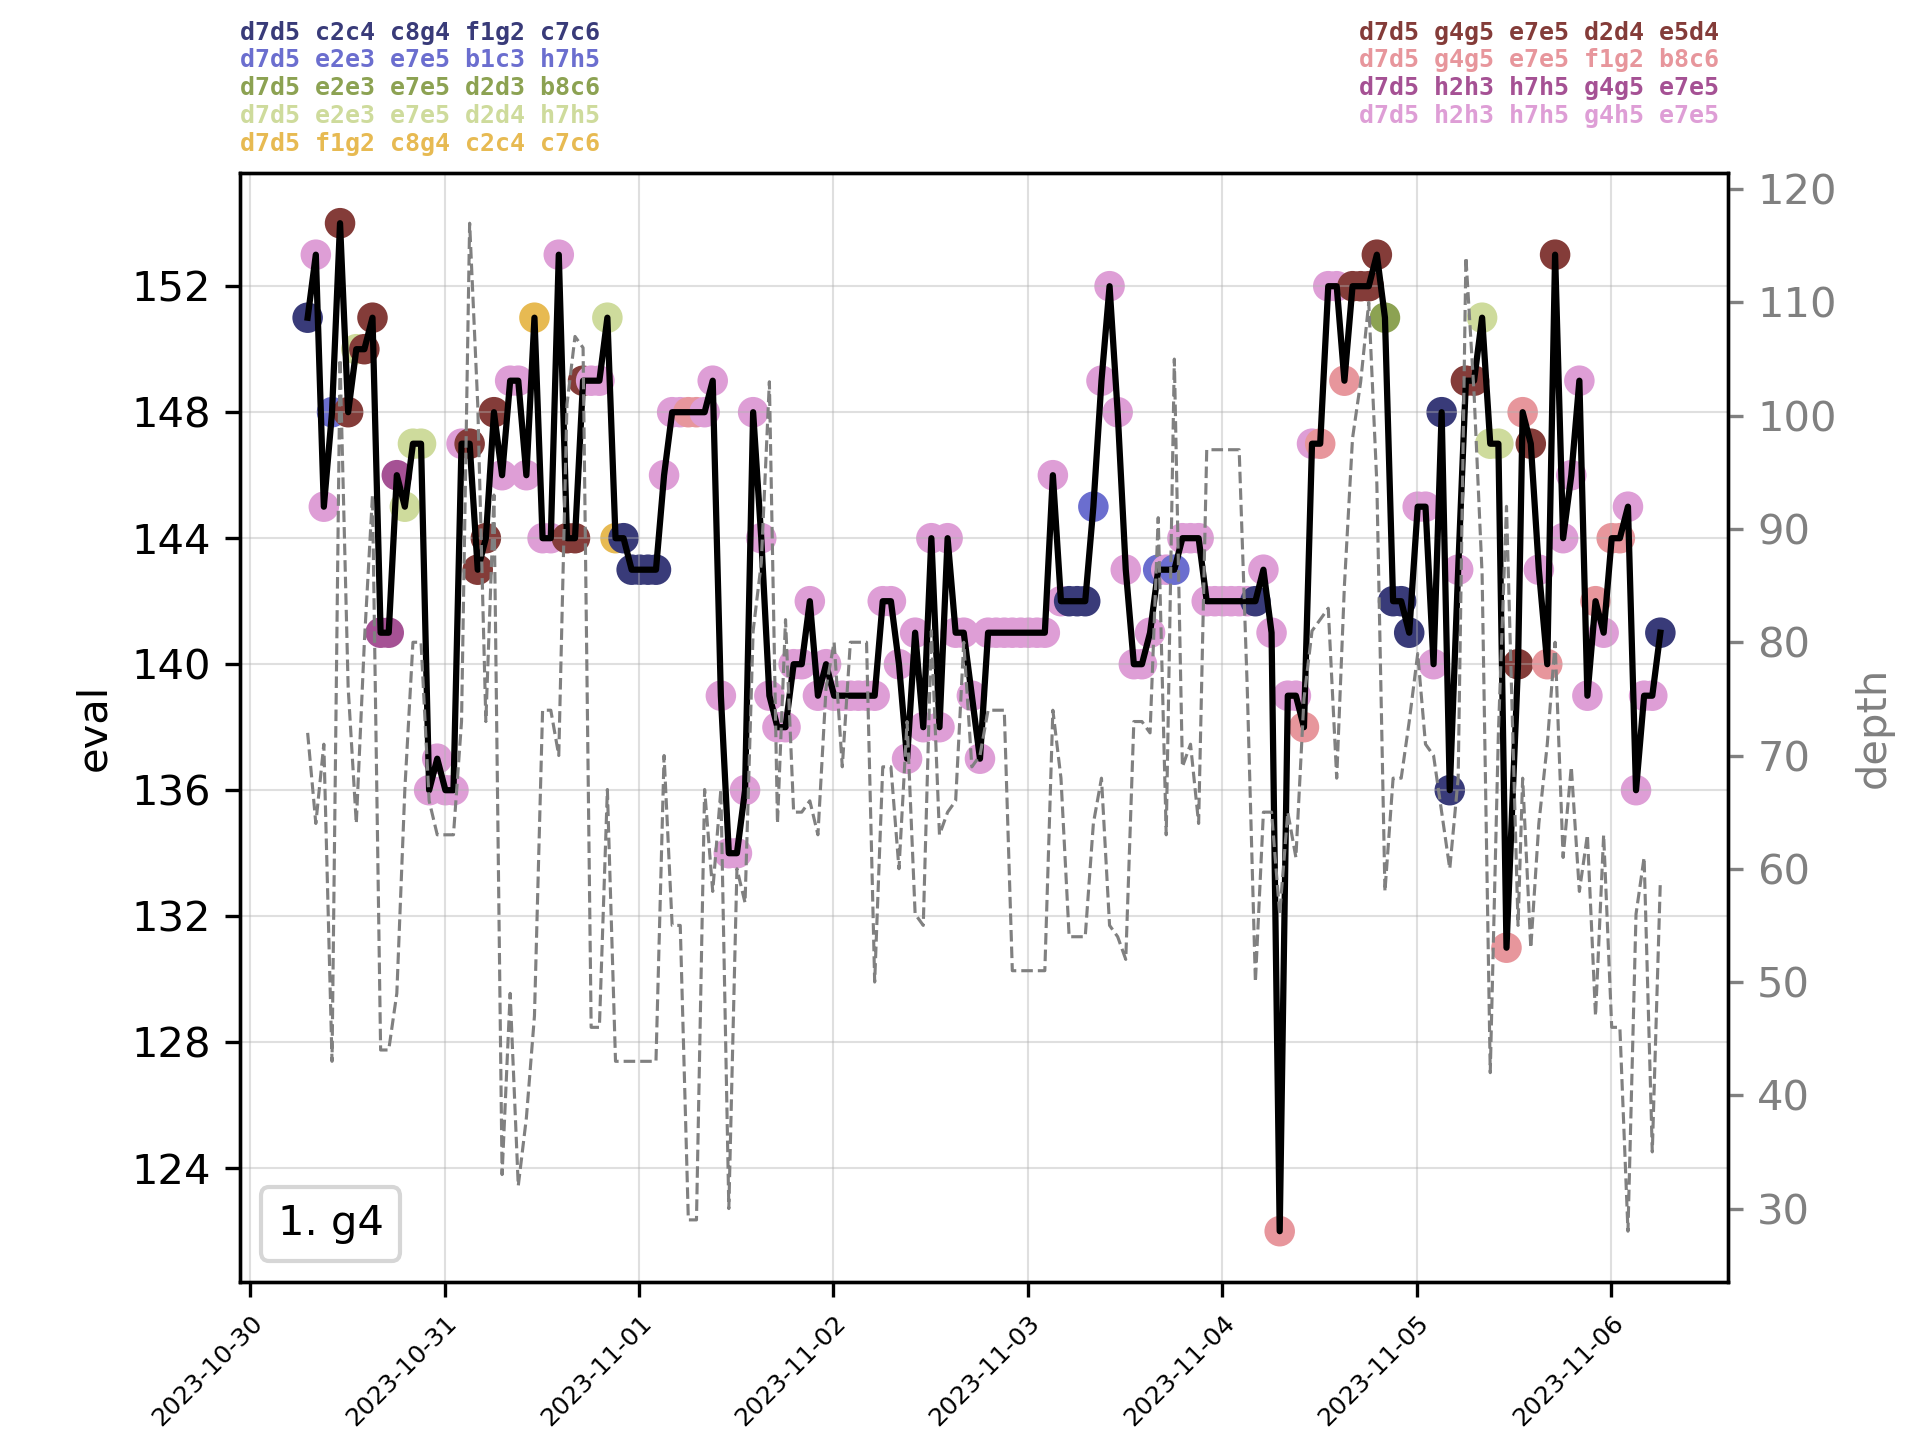 d7d5 c2c4 c8g4 f1g2 c7c6
d7d5 e2e3 e7e5 b1c3 h7h5
d7d5 e2e3 e7e5 d2d3 b8c6
d7d5 e2e3 e7e5 d2d4 h7h5
d7d5 f1g2 c8g4 c2c4 c7c6
d7d5 g4g5 e7e5 d2d4 e5d4
d7d5 g4g5 e7e5 f1g2 b8c6
d7d5 h2h3 h7h5 g4g5 e7e5
d7d5 h2h3 h7h5 g4h5 e7e5
152
148
144
140
136
132
128
124
eval
120
110
100
90
80
70
60
50
40
30
depth
1. g4
2023-10-30
2023-10-31
2023-11-01
2023-11-02
2023-11-03
2023-11-04
2023-11-05
2023-11-06